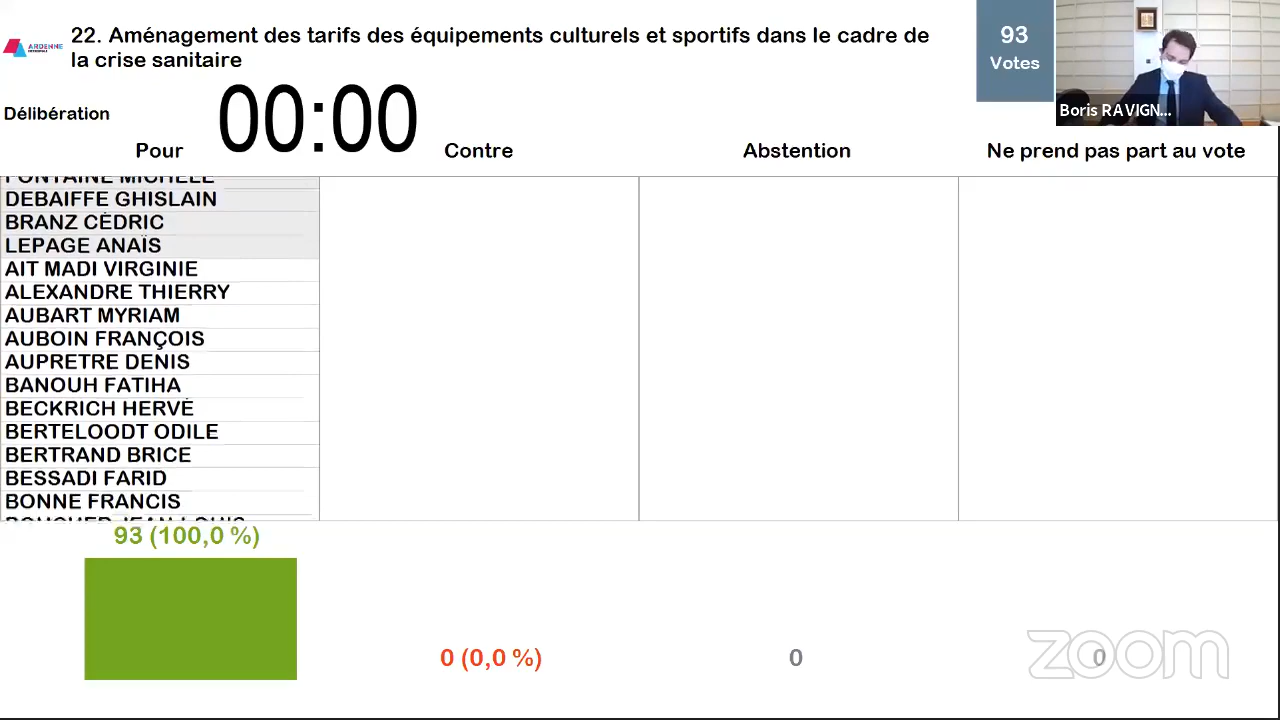 22. Aménagement des tarifs des équipements culturels et sportifs dans le cadre de
la crise sanitaire
ARDENNE
93
Votes
Boris RAVIGN...
Délibération
00:00
Pour
Contre
Abstention
Ne prend pas part au vote
FONTAINE MICHÈLE
DEBAIFFE GHISLAIN
BRANZ CÉDRIC
LEPAGE ANAÏS
AIT MADI VIRGINIE
ALEXANDRE THIERRY
AUBART MYRIAM
AUBOIN FRANÇOIS
AUPRETRE DENIS
BANOUH FATIHA
BECKRICH HERVÉ
BERTELOODT ODILE
BERTRAND BRICE
BESSADI FARID
BONNE FRANCIS
93 (100,0 %)
0 (0,0 %)
0
0
zoom